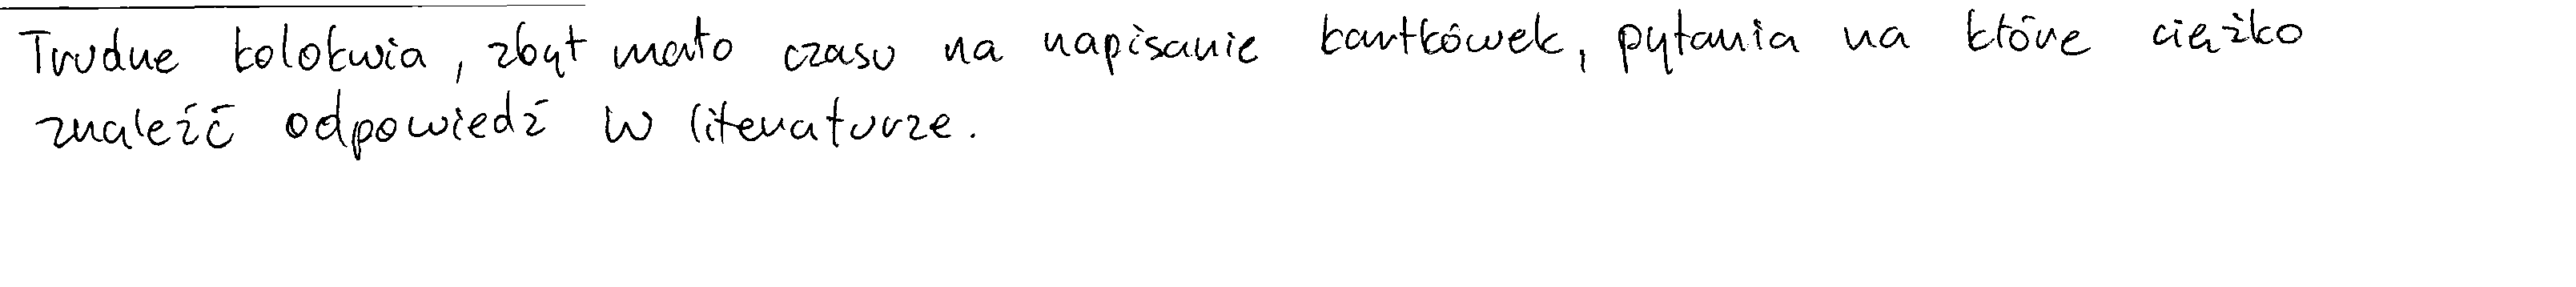 Trudne kolokwia, zbyt mało czasu na napisanie kartkówek, pytania na które ciężko
znaleźć odpowiedź w literaturze.